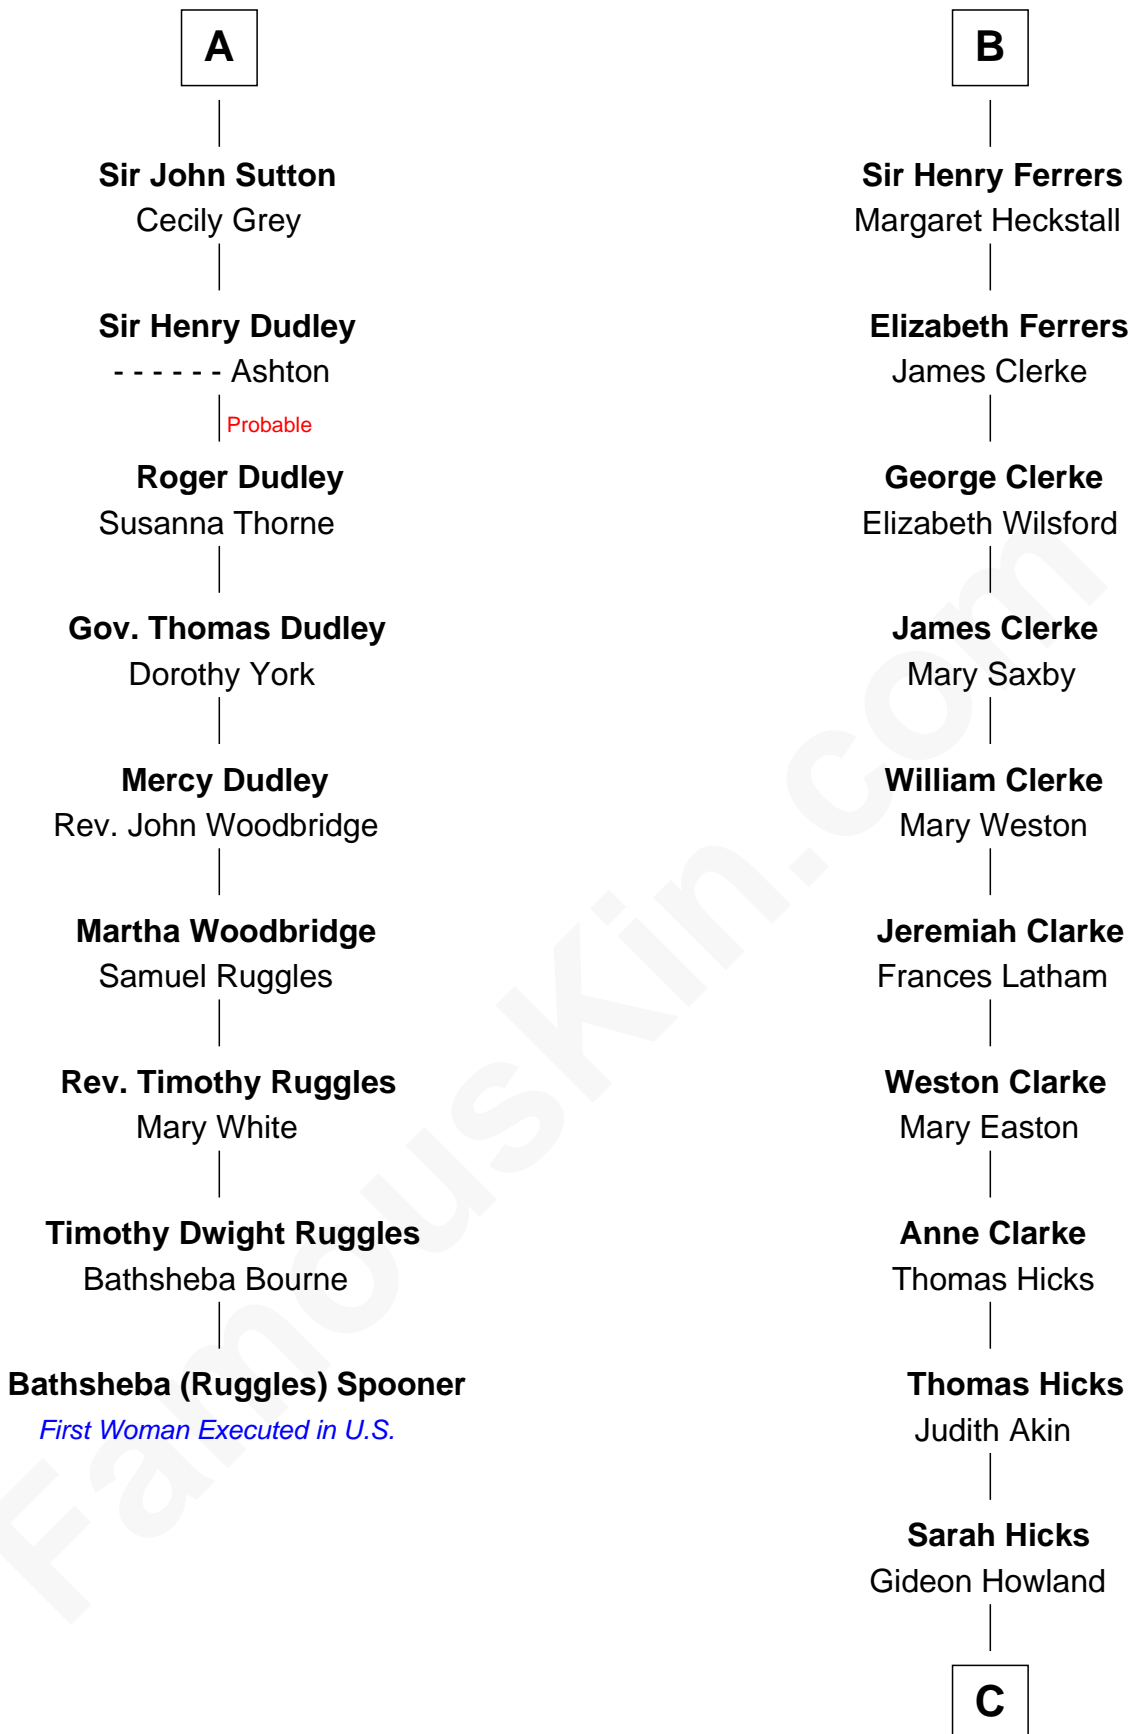 A
Sir John Sutton
Cecily Grey
Sir Henry Dudley
- - - - - - Ashton
Probable
Roger Dudley
Susanna Thorne
Gov. Thomas Dudley
Dorothy York
Mercy Dudley
Rev. John Woodbridge
Martha Woodbridge
Samuel Ruggles
Rev. Timothy Ruggles
Mary White
Timothy Dwight Ruggles
Bathsheba Bourne
Bathsheba (Ruggles) Spooner
First Woman Executed in U.S.
B
Sir Henry Ferrers
Margaret Heckstall
Elizabeth Ferrers
James Clerke
George Clerke
Elizabeth Wilsford
James Clerke
Mary Saxby
William Clerke
Mary Weston
Jeremiah Clarke
Frances Latham
Weston Clarke
Mary Easton
Anne Clarke
Thomas Hicks
Thomas Hicks
Judith Akin
Sarah Hicks
Gideon Howland
C
FamousKin.com